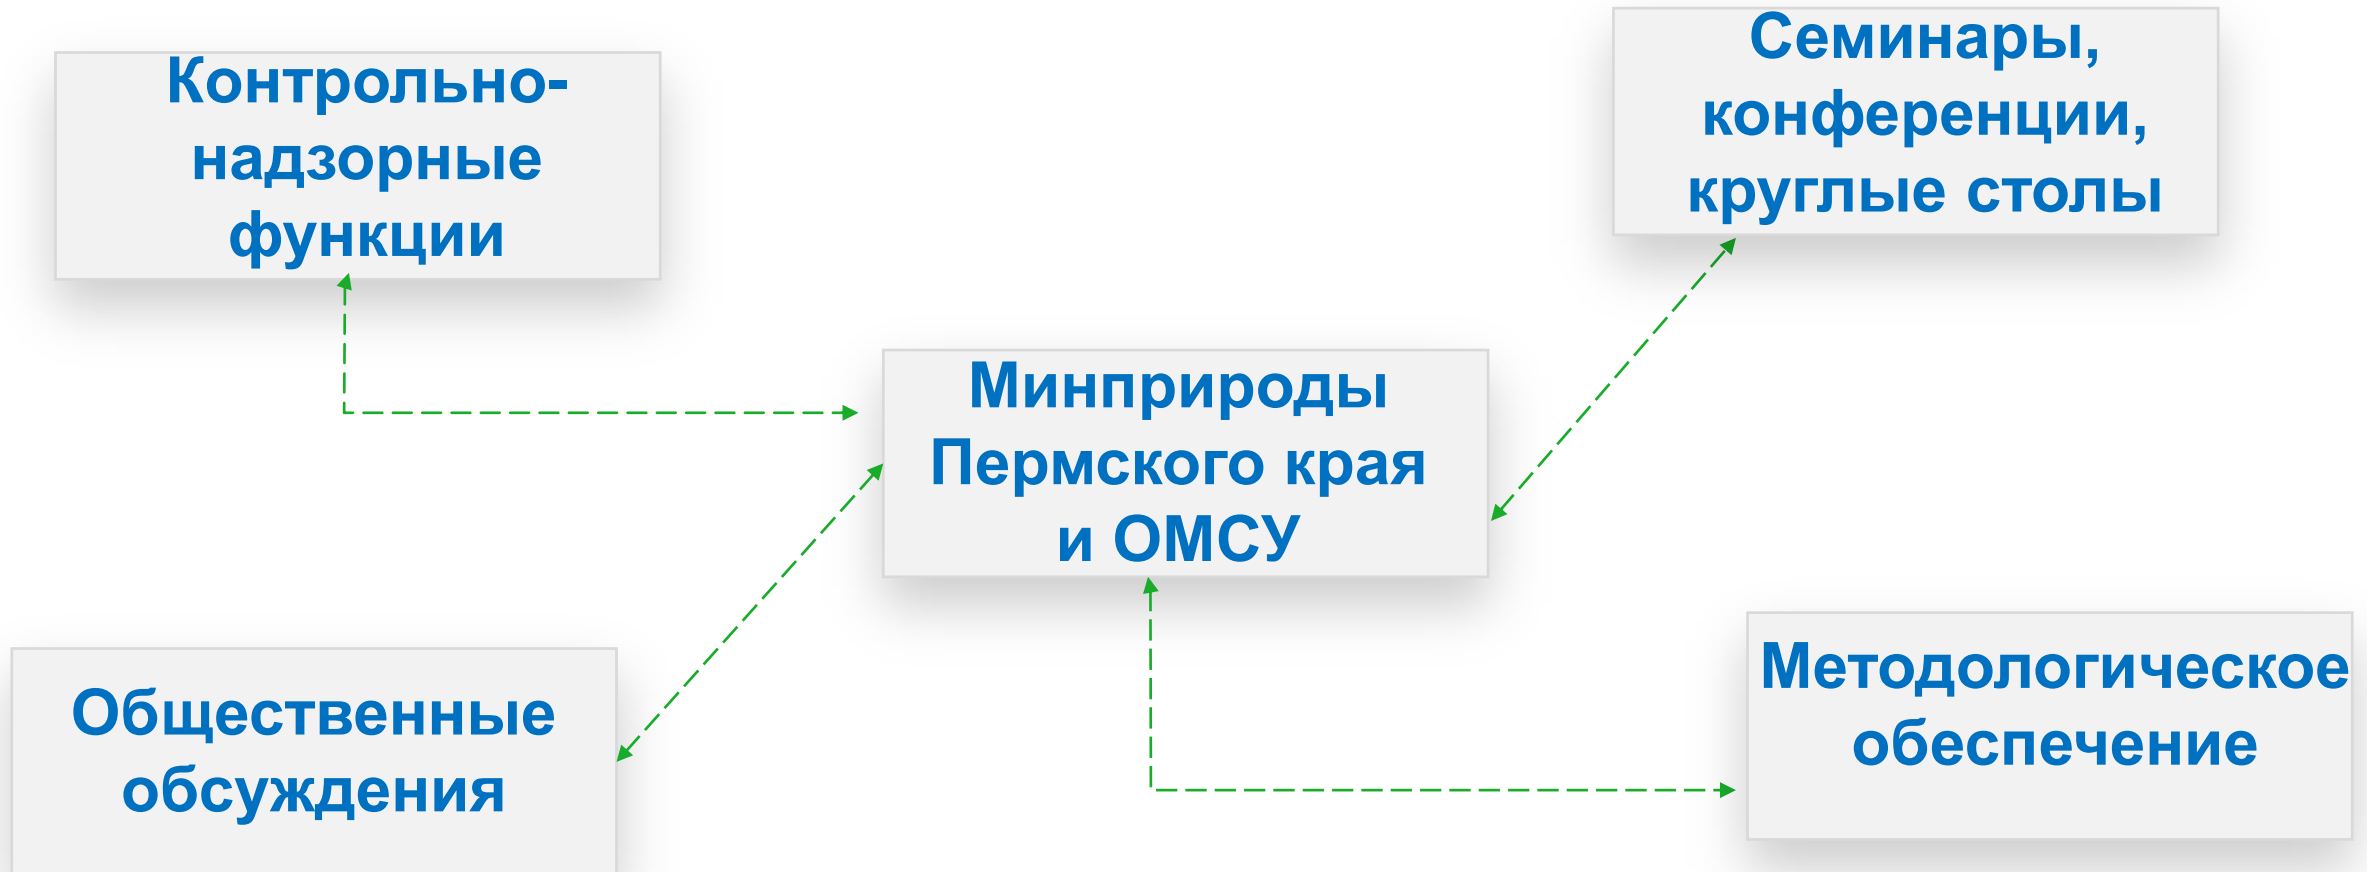 Контрольно-
надзорные
функции
Семинары,
конференции,
круглые столы
Минприроды
Пермского края
и ОМСУ
Общественные
обсуждения
Методологическое
обеспечение